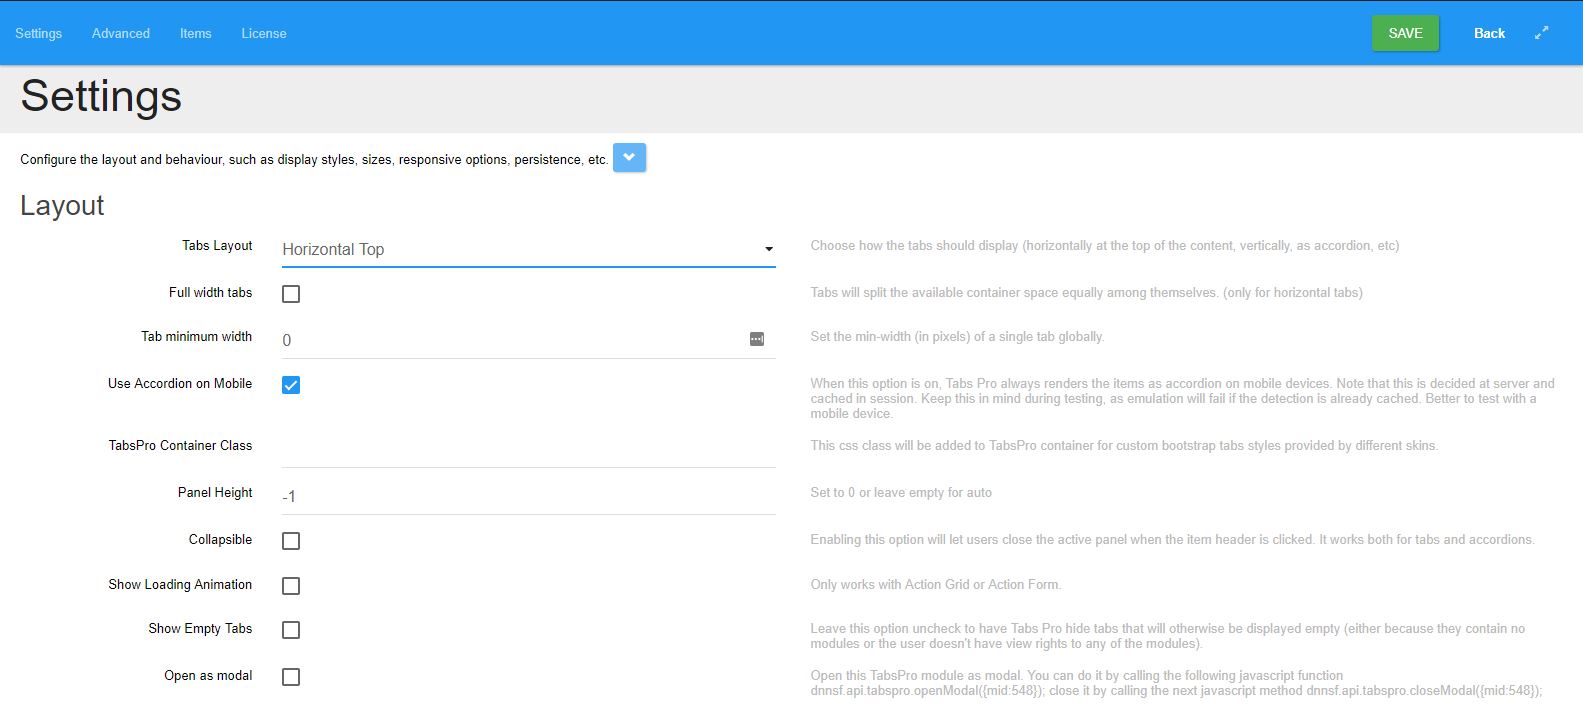 Settings Advanced Items License SAVE Back
Settings
Configure the layout and behaviour, such as display styles, sizes, responsive options, persistence, etc.
Layout
Tabs Layout Horizontal Top Choose how the tabs should display (horizontally at the top of the content, vertically, as accordion, etc)
Full width tabs Tabs will split the available container space equally among themselves. (only for horizontal tabs)
Tab minimum width 0 Set the min-width (in pixels) of a single tab globally.
Use Accordion on Mobile When this option is on, Tabs Pro always renders the items as accordion on mobile devices. Note that this is decided at server and
cached in session. Keep this in mind during testing, as emulation will fail if the detection is already cached. Better to test with a
mobile device.
TabsPro Container Class This css class will be added to TabsPro container for custom bootstrap tabs styles provided by different skins.
Panel Height -1 Set to 0 or leave empty for auto
Collapsible Enabling this option will let users close the active panel when the item header is clicked. It works both for tabs and accordions.
Show Loading Animation Only works with Action Grid or Action Form.
Show Empty Tabs Leave this option uncheck to have Tabs Pro hide tabs that will otherwise be displayed empty (either because they contain no
modules or the user doesn't have view rights to any of the modules).
Open as modal Open this TabsPro module as modal. You can do it by calling the following javascript function
dnnsf.api.tabspro.openModal({mid:548}); close it by calling the next javascript method dnnsf.api.tabspro.closeModal({mid:548});